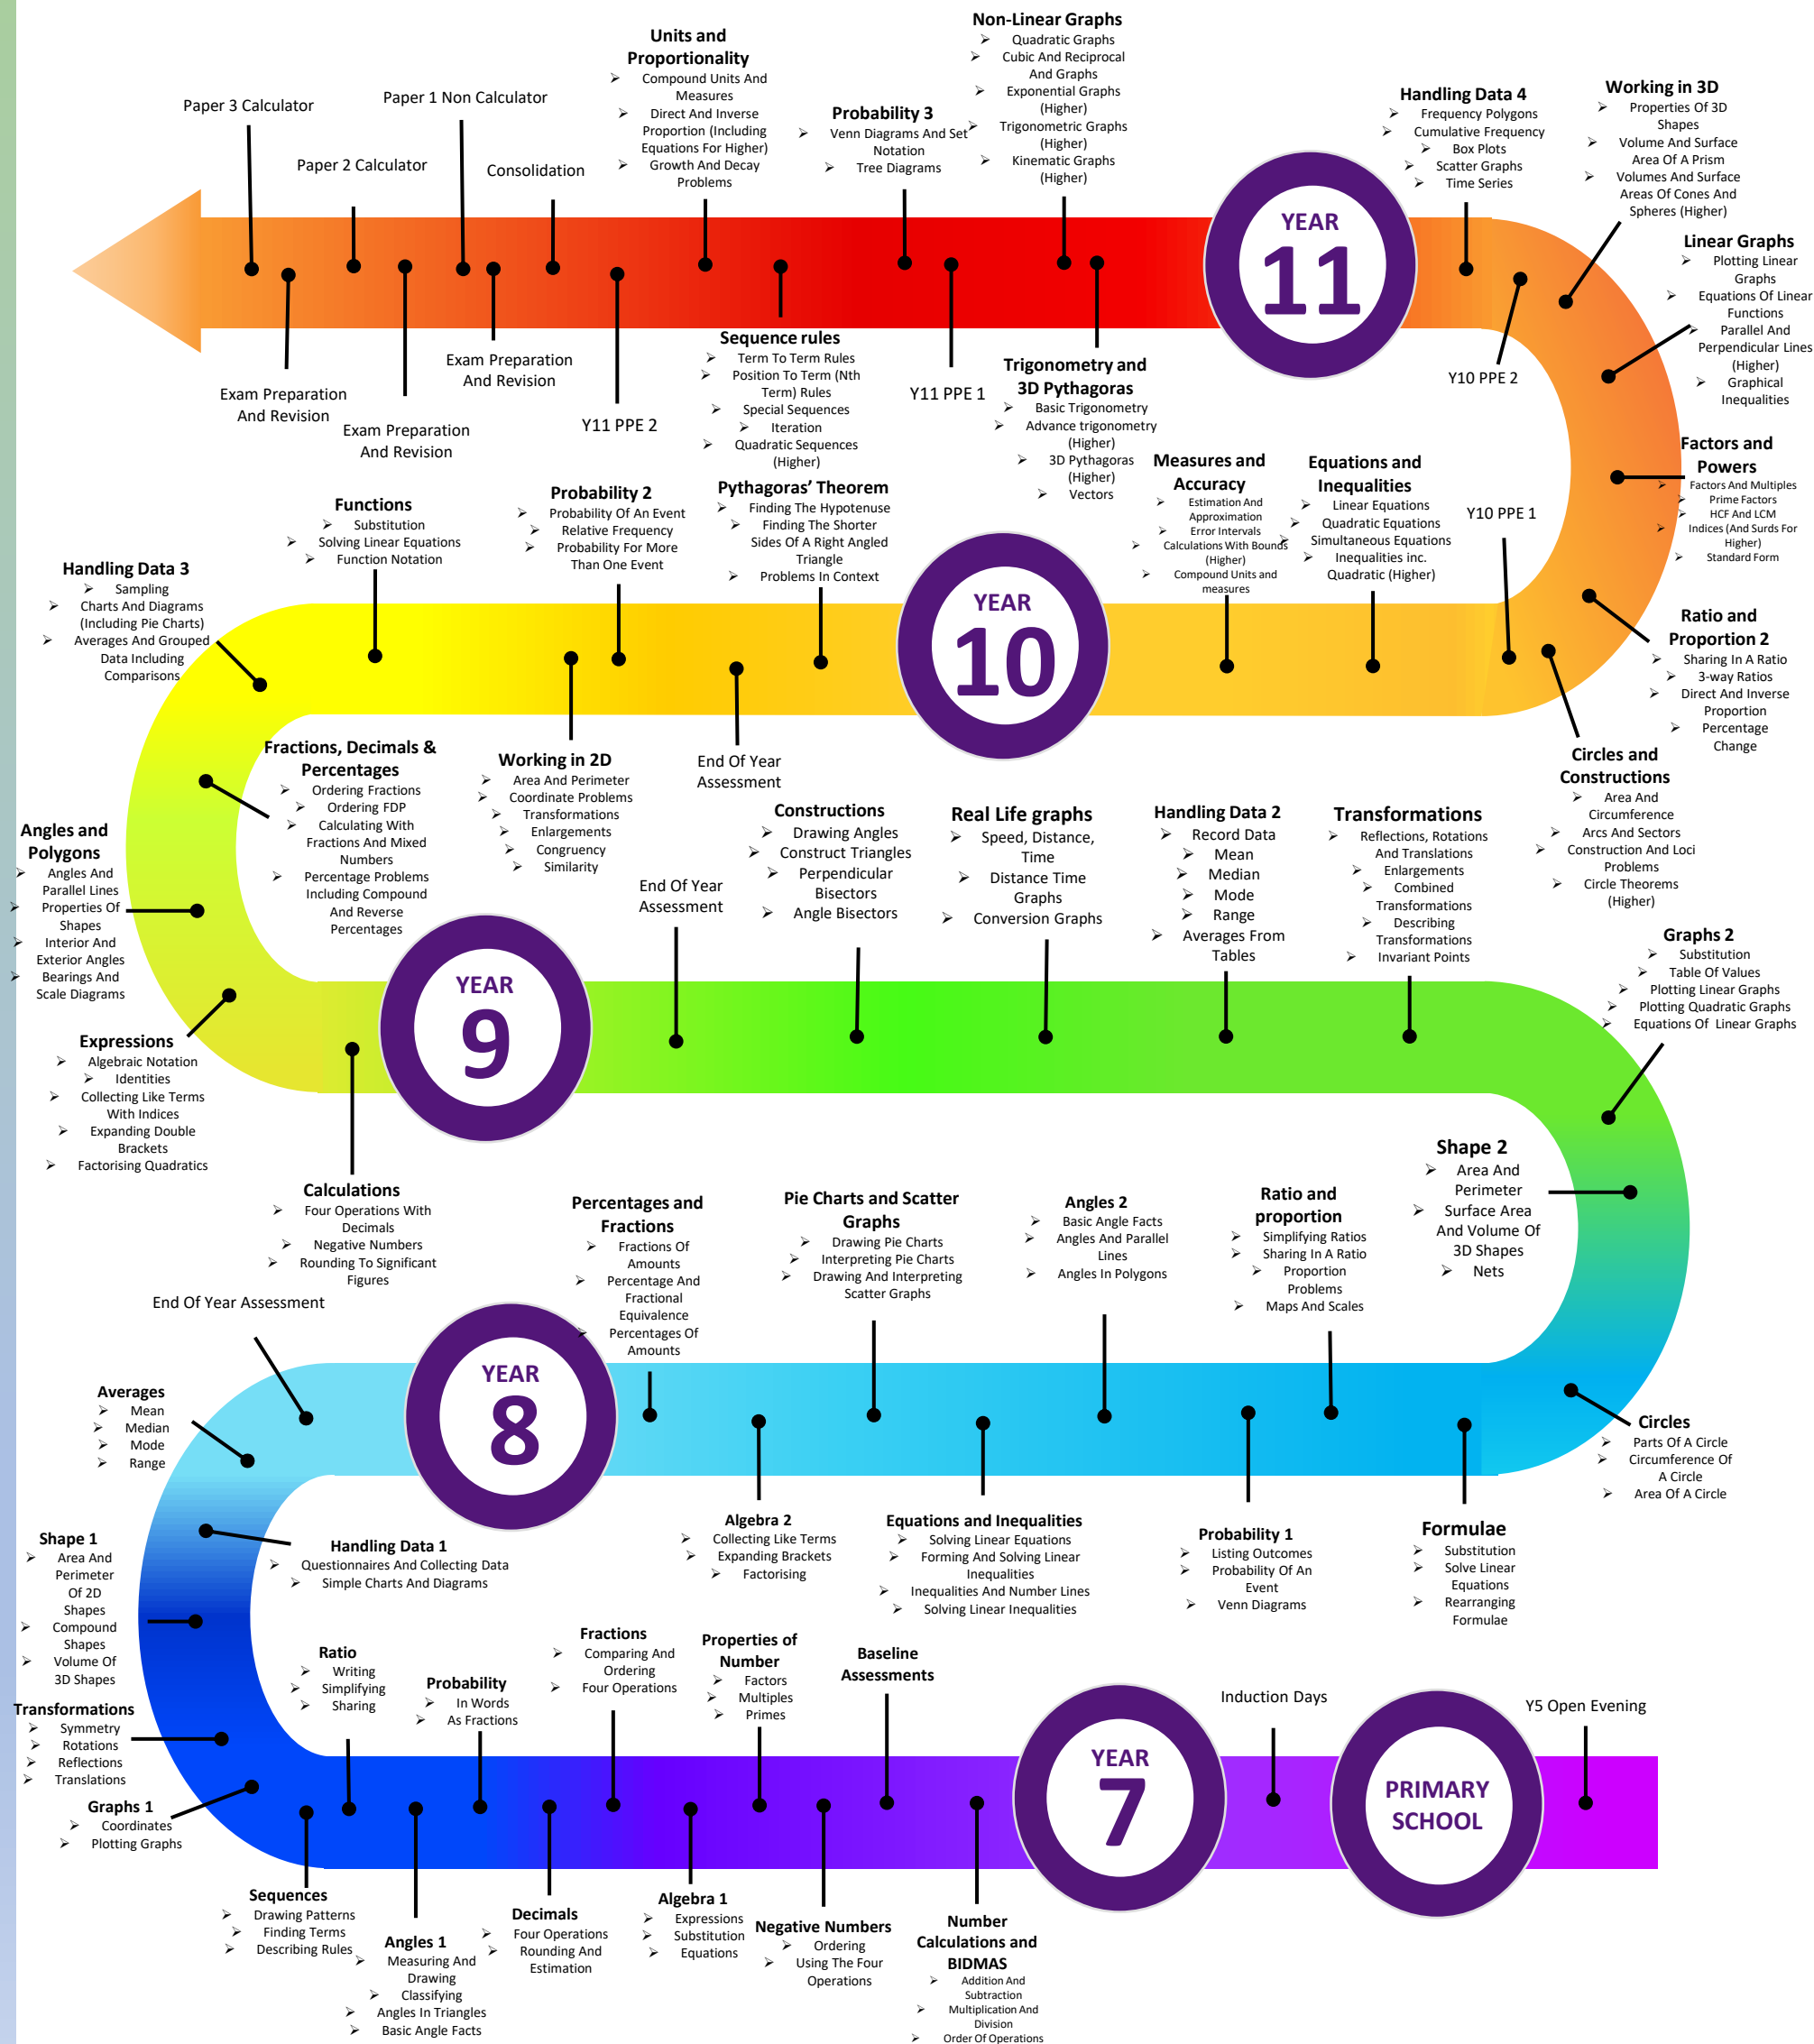 Non-Linear Graphs
➢ Quadratic Graphs
➢ Cubic And Reciprocal
And Graphs
➢ Exponential Graphs
(Higher)
➢ Trigonometric Graphs
(Higher)
➢ Kinematic Graphs
(Higher)
Units and
Proportionality
➢ Compound Units And
Measures
➢ Direct And Inverse
Proportion (Including
Equations For Higher)
➢ Growth And Decay
Problems
Paper 3 Calculator
Paper 1 Non Calculator
Paper 2 Calculator
Consolidation
Probability 3
➢ Venn Diagrams And Set
Notation
➢ Tree Diagrams
Handling Data 4
➢ Frequency Polygons
➢ Cumulative Frequency
➢ Box Plots
➢ Scatter Graphs
➢ Time Series
Working in 3D
➢ Properties Of 3D
Shapes
➢ Volume And Surface
Area Of A Prism
➢ Volumes And Surface
Areas Of Cones And
Spheres (Higher)
YEAR
11
Linear Graphs
➢ Plotting Linear
Graphs
➢ Equations Of Linear
Functions
➢ Parallel And
Perpendicular Lines
(Higher)
➢ Graphical
Inequalities
Exam Preparation
And Revision
Exam Preparation
And Revision
Exam Preparation
And Revision
Y11 PPE 2
Sequence rules
➢ Term To Term Rules
➢ Position To Term (Nth
Term) Rules
➢ Special Sequences
➢ Iteration
➢ Quadratic Sequences
(Higher)
Y11 PPE 1
Trigonometry and
3D Pythagoras
➢ Basic Trigonometry
➢ Advance trigonometry
(Higher)
➢ 3D Pythagoras
(Higher)
➢ Vectors
Y10 PPE 2
Factors and
Powers
➢ Factors And Multiples
➢ Prime Factors
➢ HCF And LCM
➢ Indices (And Surds For
Higher)
➢ Standard Form
Measures and
Accuracy
➢ Estimation And
Approximation
➢ Error Intervals
➢ Calculations With Bounds
(Higher)
➢ Compound Units and
measures
Equations and
Inequalities
➢ Linear Equations
➢ Quadratic Equations
➢ Simultaneous Equations
➢ Inequalities inc.
Quadratic (Higher)
Y10 PPE 1
Functions
➢ Substitution
➢ Solving Linear Equations
➢ Function Notation
Probability 2
➢ Probability Of An Event
➢ Relative Frequency
➢ Probability For More
Than One Event
Pythagoras’ Theorem
➢ Finding The Hypotenuse
➢ Finding The Shorter
Sides Of A Right Angled
Triangle
➢ Problems In Context
Handling Data 3
➢ Sampling
➢ Charts And Diagrams
(Including Pie Charts)
➢ Averages And Grouped
Data Including
Comparisons
YEAR
10
Ratio and
Proportion 2
➢ Sharing In A Ratio
➢ 3-way Ratios
➢ Direct And Inverse
Proportion
➢ Percentage
Change
Fractions, Decimals &
Percentages
➢ Ordering Fractions
➢ Ordering FDP
➢ Calculating With
Fractions And Mixed
Numbers
➢ Percentage Problems
Including Compound
And Reverse
Percentages
Working in 2D
➢ Area And Perimeter
➢ Coordinate Problems
➢ Transformations
➢ Enlargements
➢ Congruency
➢ Similarity
End Of Year
Assessment
Circles and
Constructions
➢ Area And
Circumference
➢ Arcs And Sectors
➢ Construction And Loci
Problems
➢ Circle Theorems
(Higher)
Angles and
Polygons
➢ Angles And
Parallel Lines
➢ Properties Of
Shapes
➢ Interior And
Exterior Angles
➢ Bearings And
Scale Diagrams
End Of Year
Assessment
Constructions
➢ Drawing Angles
➢ Construct Triangles
➢ Perpendicular
Bisectors
➢ Angle Bisectors
Real Life graphs
➢ Speed, Distance,
Time
➢ Distance Time
Graphs
➢ Conversion Graphs
Handling Data 2
➢ Record Data
➢ Mean
➢ Median
➢ Mode
➢ Range
➢ Averages From
Tables
Transformations
➢ Reflections, Rotations
And Translations
➢ Enlargements
➢ Combined
Transformations
➢ Describing
Transformations
➢ Invariant Points
Graphs 2
➢ Substitution
➢ Table Of Values
➢ Plotting Linear Graphs
➢ Plotting Quadratic Graphs
➢ Equations Of Linear Graphs
YEAR
9
Expressions
➢ Algebraic Notation
➢ Identities
➢ Collecting Like Terms
With Indices
➢ Expanding Double
Brackets
➢ Factorising Quadratics
Calculations
➢ Four Operations With
Decimals
➢ Negative Numbers
➢ Rounding To Significant
Figures
Percentages and
Fractions
➢ Fractions Of
Amounts
➢ Percentage And
Fractional
Equivalence
➢ Percentages Of
Amounts
Pie Charts and Scatter
Graphs
➢ Drawing Pie Charts
➢ Interpreting Pie Charts
➢ Drawing And Interpreting
Scatter Graphs
Angles 2
➢ Basic Angle Facts
➢ Angles And Parallel
Lines
➢ Angles In Polygons
Ratio and
proportion
➢ Simplifying Ratios
➢ Sharing In A Ratio
➢ Proportion
Problems
➢ Maps And Scales
Shape 2
➢ Area And
Perimeter
➢ Surface Area
And Volume Of
3D Shapes
➢ Nets
End Of Year Assessment
YEAR
8
Averages
➢ Mean
➢ Median
➢ Mode
➢ Range
Circles
➢ Parts Of A Circle
➢ Circumference Of
A Circle
➢ Area Of A Circle
Shape 1
➢ Area And
Perimeter
Of 2D
Shapes
➢ Compound
Shapes
➢ Volume Of
3D Shapes
Handling Data 1
➢ Questionnaires And Collecting Data
➢ Simple Charts And Diagrams
Algebra 2
➢ Collecting Like Terms
➢ Expanding Brackets
➢ Factorising
Equations and Inequalities
➢ Solving Linear Equations
➢ Forming And Solving Linear
Inequalities
➢ Inequalities And Number Lines
➢ Solving Linear Inequalities
Probability 1
➢ Listing Outcomes
➢ Probability Of An
Event
➢ Venn Diagrams
Formulae
➢ Substitution
➢ Solve Linear
Equations
➢ Rearranging
Formulae
Ratio
➢ Writing
➢ Simplifying
➢ Sharing
Probability
➢ In Words
➢ As Fractions
Fractions
➢ Comparing And
Ordering
➢ Four Operations
Properties of
Number
➢ Factors
➢ Multiples
➢ Primes
Baseline
Assessments
YEAR
7
Induction Days
PRIMARY
SCHOOL
Y5 Open Evening
Transformations
➢ Symmetry
➢ Rotations
➢ Reflections
➢ Translations
Graphs 1
➢ Coordinates
➢ Plotting Graphs
Sequences
➢ Drawing Patterns
➢ Finding Terms
➢ Describing Rules
Angles 1
➢ Measuring And
Drawing
➢ Classifying
➢ Angles In Triangles
➢ Basic Angle Facts
Decimals
➢ Four Operations
➢ Rounding And
Estimation
Algebra 1
➢ Expressions
➢ Substitution
➢ Equations
Negative Numbers
➢ Ordering
➢ Using The Four
Operations
Number
Calculations and
BIDMAS
➢ Addition And
Subtraction
➢ Multiplication And
Division
➢ Order Of Operations